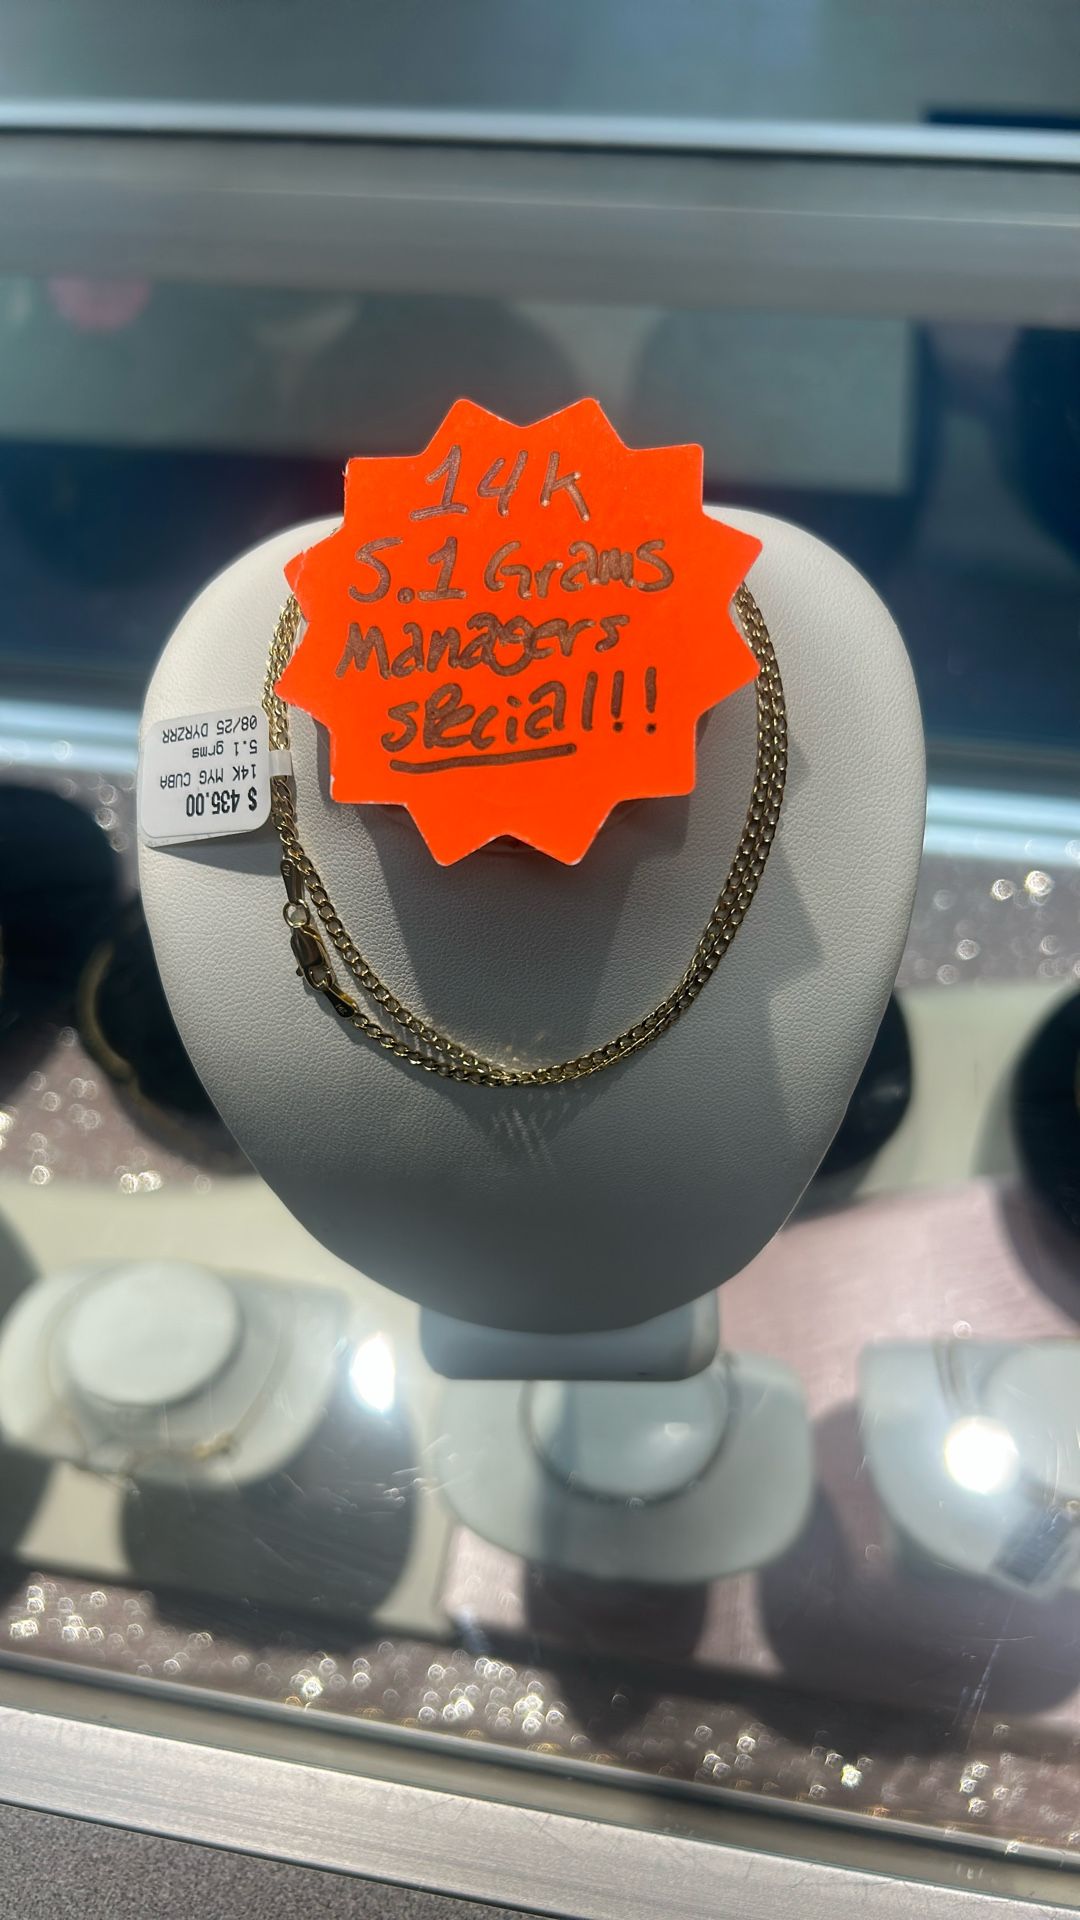 14k
5.1 Grams
Managers
special!!
$ 435.00
14K MYG CUBA
5.1 grms
08/25 DYRZRR